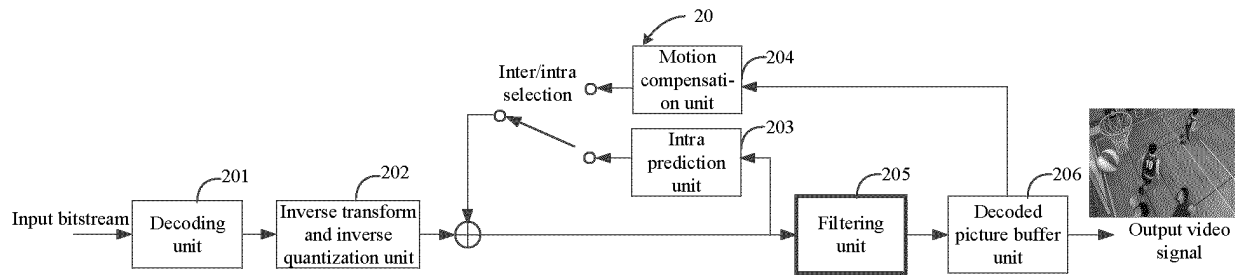 20
Motion
compensati-
on unit
204
Inter/intra
selection
Intra
prediction
unit
203
201
202
205
206
Input bitstream
Decoding
unit
Inverse transform
and inverse
quantization unit
Filtering
unit
Decoded
picture buffer
unit
Output video
signal